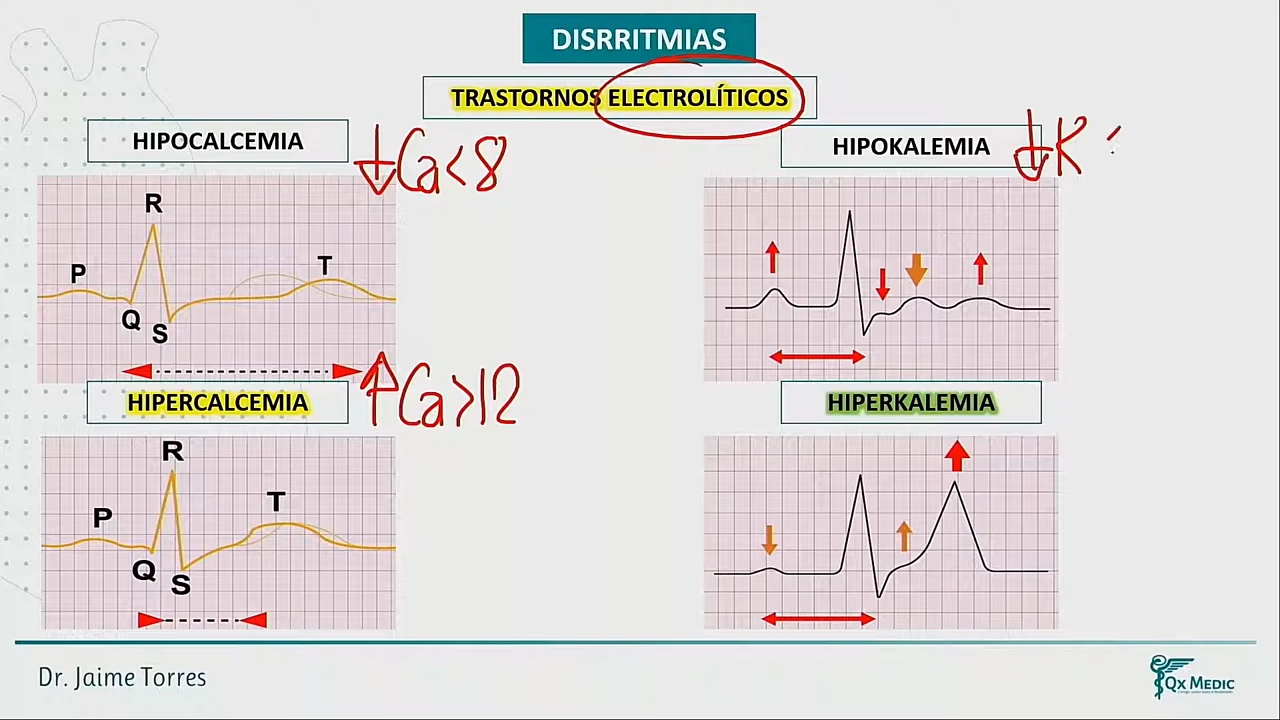 DISRRITMIAS
TRASTORNOS ELECTROLÍTICOS
HIPOCALCEMIA
↓Ca<8
R
P
T
Q
S
HIPERCALCEMIA
↑Ca>12
R
P
T
Q
S
HIPOKALEMIA
↓K
HIPERKALEMIA
Dr. Jaime Torres
QX MEDIC